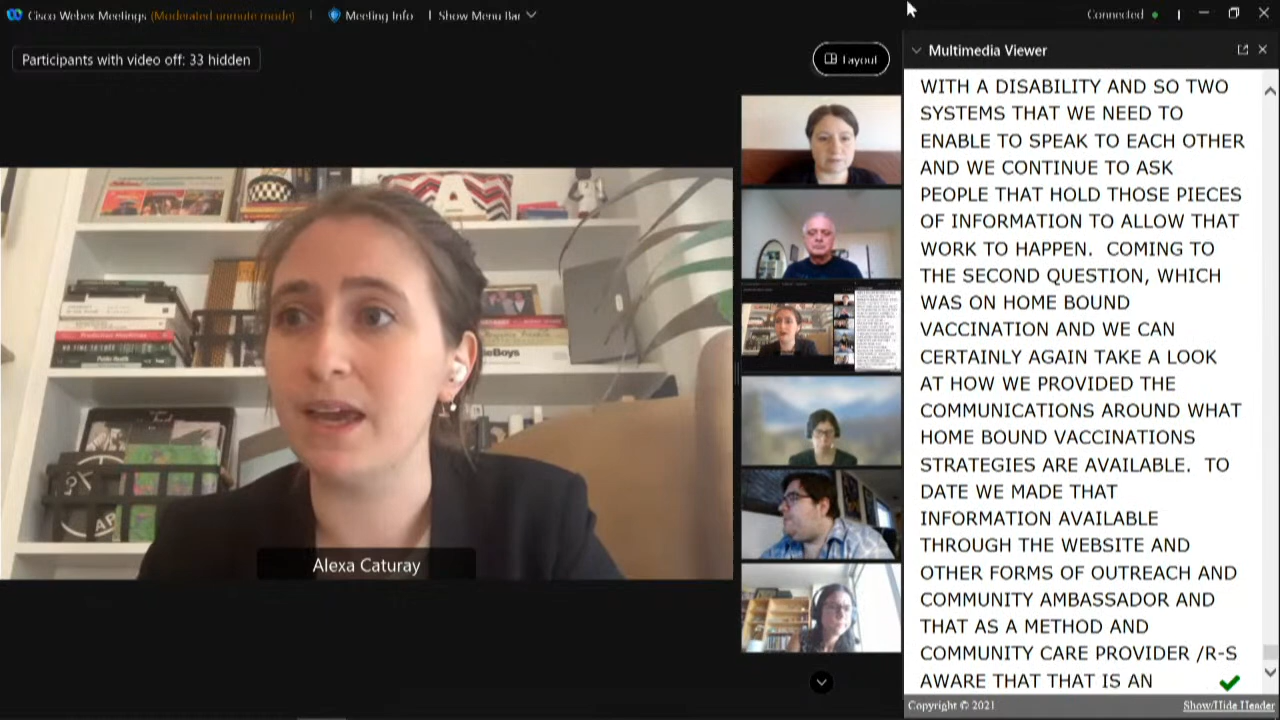 Cisco Webex Meetings (Moderated unmute mode)
Meeting Info
Show Menu Bar
Connected
Participants with video off: 33 hidden
Layout
Alexa Caturay
Public Health
leBoys
A
Multimedia Viewer
WITH A DISABILITY AND SO TWO
SYSTEMS THAT WE NEED TO
ENABLE TO SPEAK TO EACH OTHER
AND WE CONTINUE TO ASK
PEOPLE THAT HOLD THOSE PIECES
OF INFORMATION TO ALLOW THAT
WORK TO HAPPEN. COMING TO
THE SECOND QUESTION, WHICH
WAS ON HOME BOUND
VACCINATION AND WE CAN
CERTAINLY AGAIN TAKE A LOOK
AT HOW WE PROVIDED THE
COMMUNICATIONS AROUND WHAT
HOME BOUND VACCINATIONS
STRATEGIES ARE AVAILABLE. TO
DATE WE MADE THAT
INFORMATION AVAILABLE
THROUGH THE WEBSITE AND
OTHER FORMS OF OUTREACH AND
COMMUNITY AMBASSADOR AND
THAT AS A METHOD AND
COMMUNITY CARE PROVIDER /R-S
AWARE THAT THAT IS AN
Copyright © 2021
Show/Hide Header